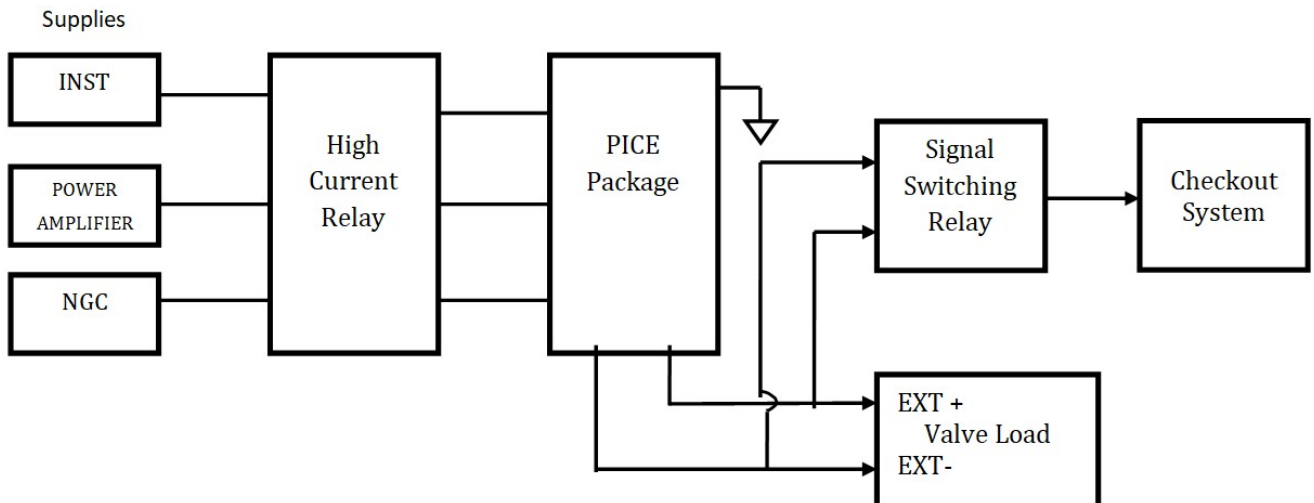 Supplies
INST
POWER
AMPLIFIER
NGC
High
Current
Relay
PICE
Package
Signal
Switching
Relay
Checkout
System
EXT +
Valve Load
EXT-